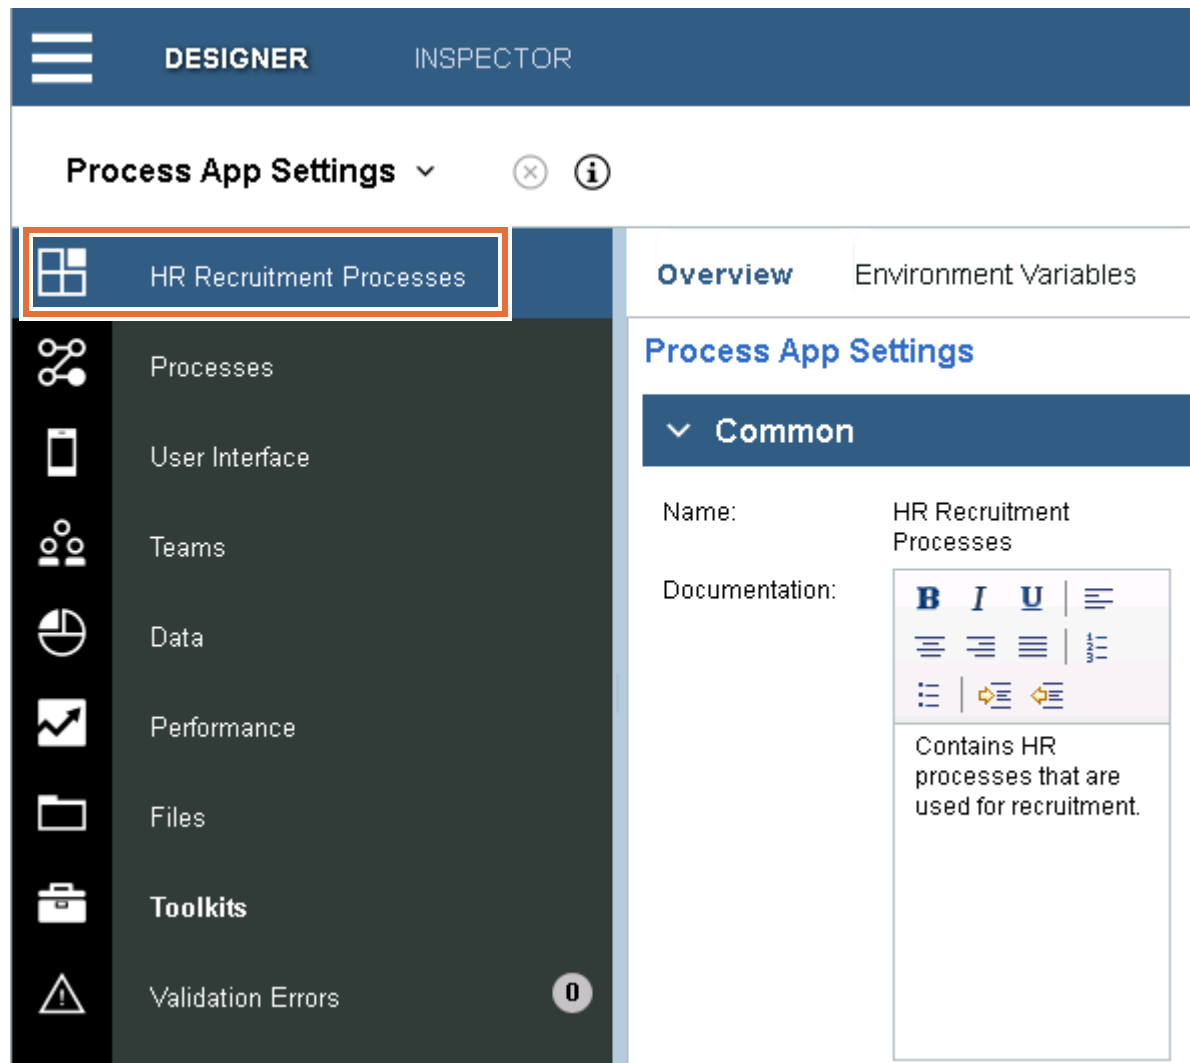 DESIGNER INSPECTOR
Process App Settings
HR Recruitment Processes
Processes
User Interface
Teams
Data
Performance
Files
Toolkits
Validation Errors 0
Overview Environment Variables
Process App Settings
Common
Name: HR Recruitment
Processes
Documentation:
B I U
Contains HR
processes that are
used for recruitment.